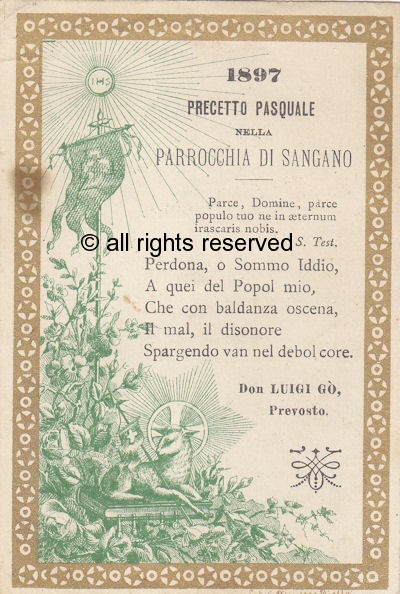 IHS
1897
PRECETTO PASQUALE
NELLA
PARROCCHIA DI SANGANO
Parce, Domine, parce
populo tuo ne in æternum
irascaris nobis.
S. Test.
© all rights reserved
Perdona, o Sommo Iddio,
A quei del Popol mio,
Che con baldanza oscena,
Il mal, il disonore
Spargendo van nel debol core.
Don LUIGI GÒ,
Prevosto.